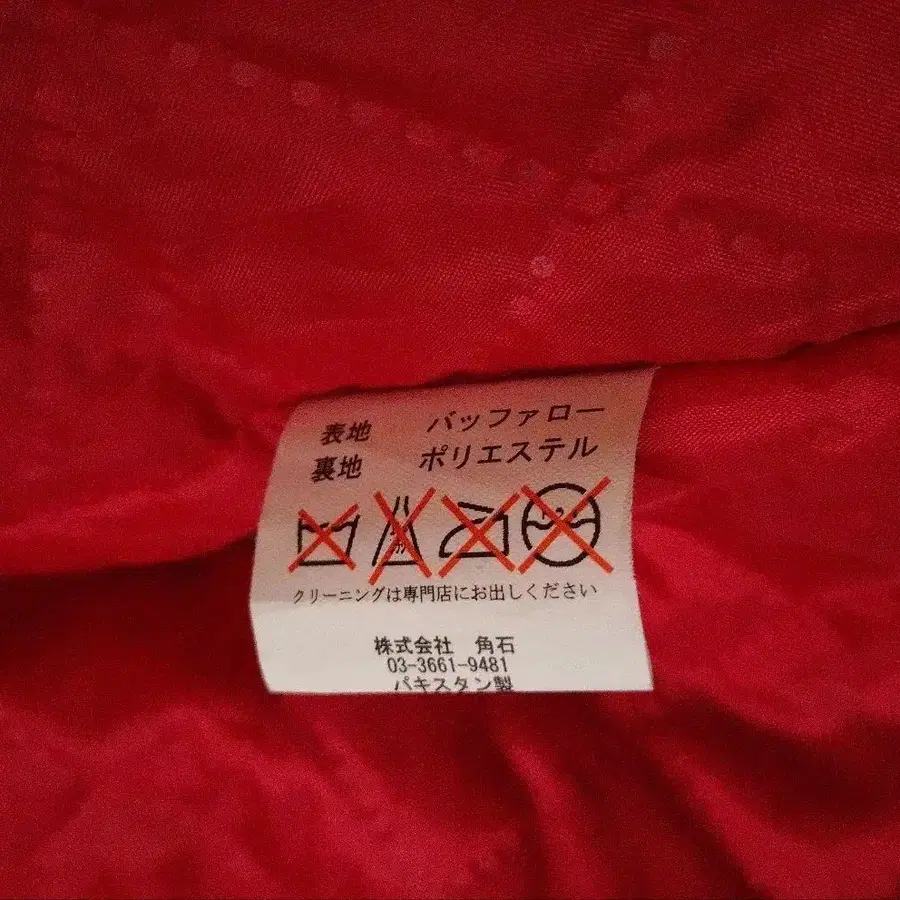 表地 バッファロー
裏地 ポリエステル
クリーニングは専門店にお出しください
株式会社 角石
03-3661-9481
パキスタン製